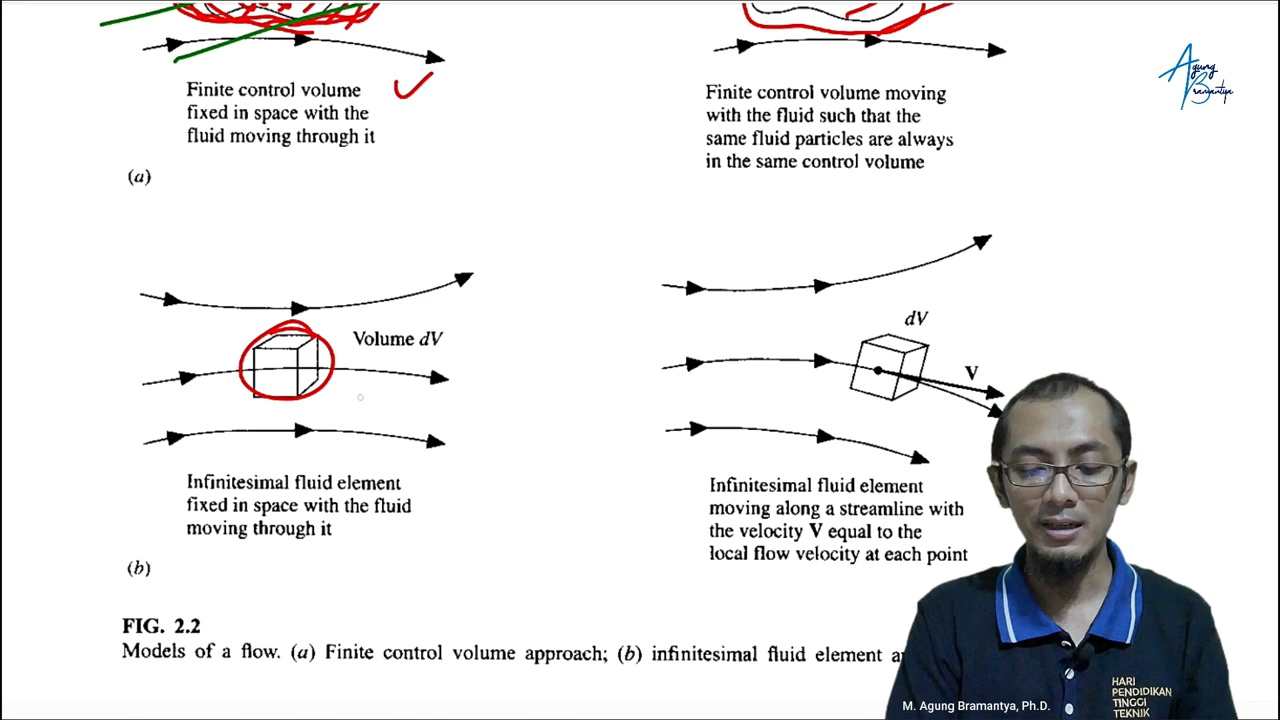 Finite control volume
fixed in space with the
fluid moving through it
(a)
Finite control volume moving
with the fluid such that the
same fluid particles are always
in the same control volume
Agung
Bramantya
Volume dV
Infinitesimal fluid element
fixed in space with the fluid
moving through it
(b)
dV
V
Infinitesimal fluid element
moving along a streamline with
the velocity V equal to the
local flow velocity at each point
FIG. 2.2
Models of a flow. (a) Finite control volume approach; (b) infinitesimal fluid element
HARI
PENDIDIKAN
TINGGI
TEKNIK
M. Agung Bramantya, Ph.D.